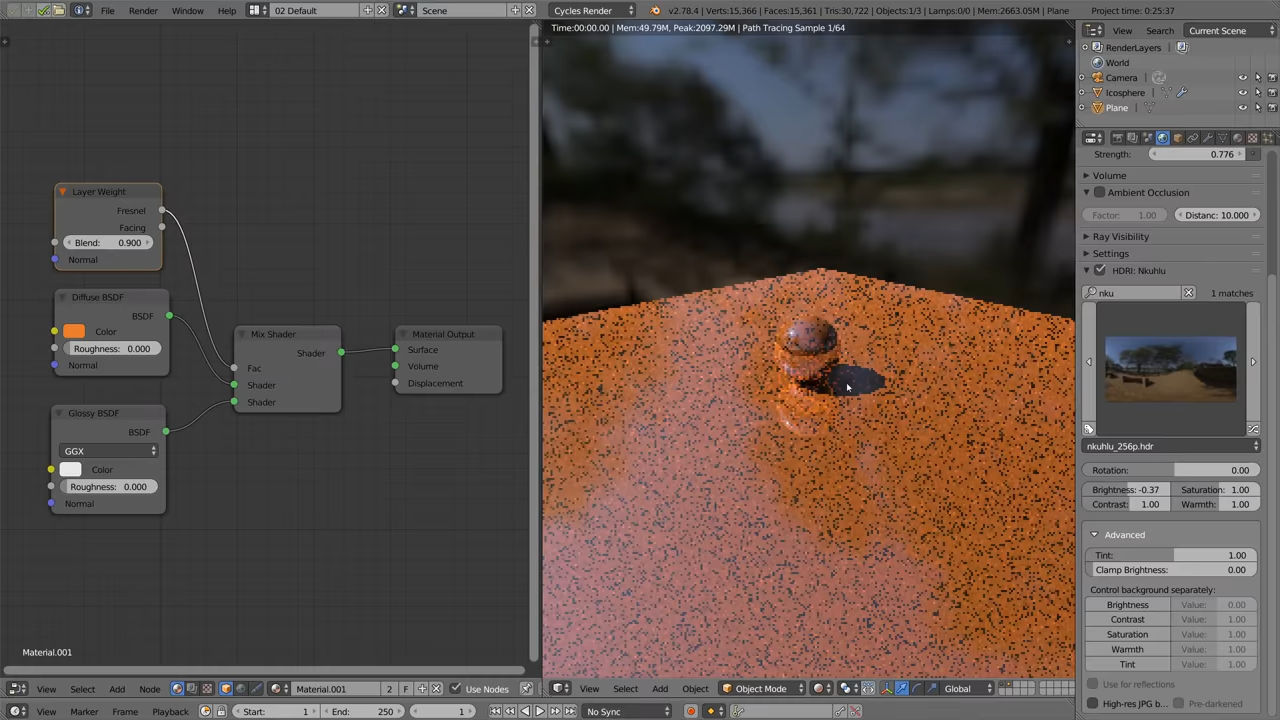 File Render Window Help 02 Default Scene Cycles Render v2.78.4 | Verts:15,366 | Faces:15,361 | Tris:30,722 | Objects:1/3 | Lamps:0/0 | Mem:2663.05M | Plane Project time: 0:25:37
Time:00:00.00 | Mem:49.79M, Peak:2097.29M | Path Tracing Sample 1/64
View Search Current Scene
RenderLayers
World
Camera
Icosphere
Plane
Strength: 0.776
Volume
Ambient Occlusion
Factor: 1.00 Distanc: 10.000
Ray Visibility
Settings
HDRI: Nkuhlu
nku 1 matches
nkuhlu_256p.hdr
Rotation: 0.00
Brightness: -0.37 Saturation: 1.00
Contrast: 1.00 Warmth: 1.00
Advanced
Tint: 1.00
Clamp Brightness: 0.00
Control background separately:
Brightness Value: 0.00
Contrast Value: 1.00
Saturation Value: 1.00
Warmth Value: 1.00
Tint Value: 1.00
Use for reflections
High-res JPG b... Pre-darkened
Layer Weight
Fresnel
Facing
Blend: 0.900
Normal
Diffuse BSDF
BSDF
Color
Roughness: 0.000
Normal
Glossy BSDF
BSDF
GGX
Color
Roughness: 0.000
Normal
Mix Shader
Shader
Fac
Shader
Shader
Material Output
Surface
Volume
Displacement
Material.001
View Select Add Node Material.001 2 F Use Nodes
View Select Add Object Object Mode Global
View Marker Frame Playback Start: 1 End: 250 1 No Sync